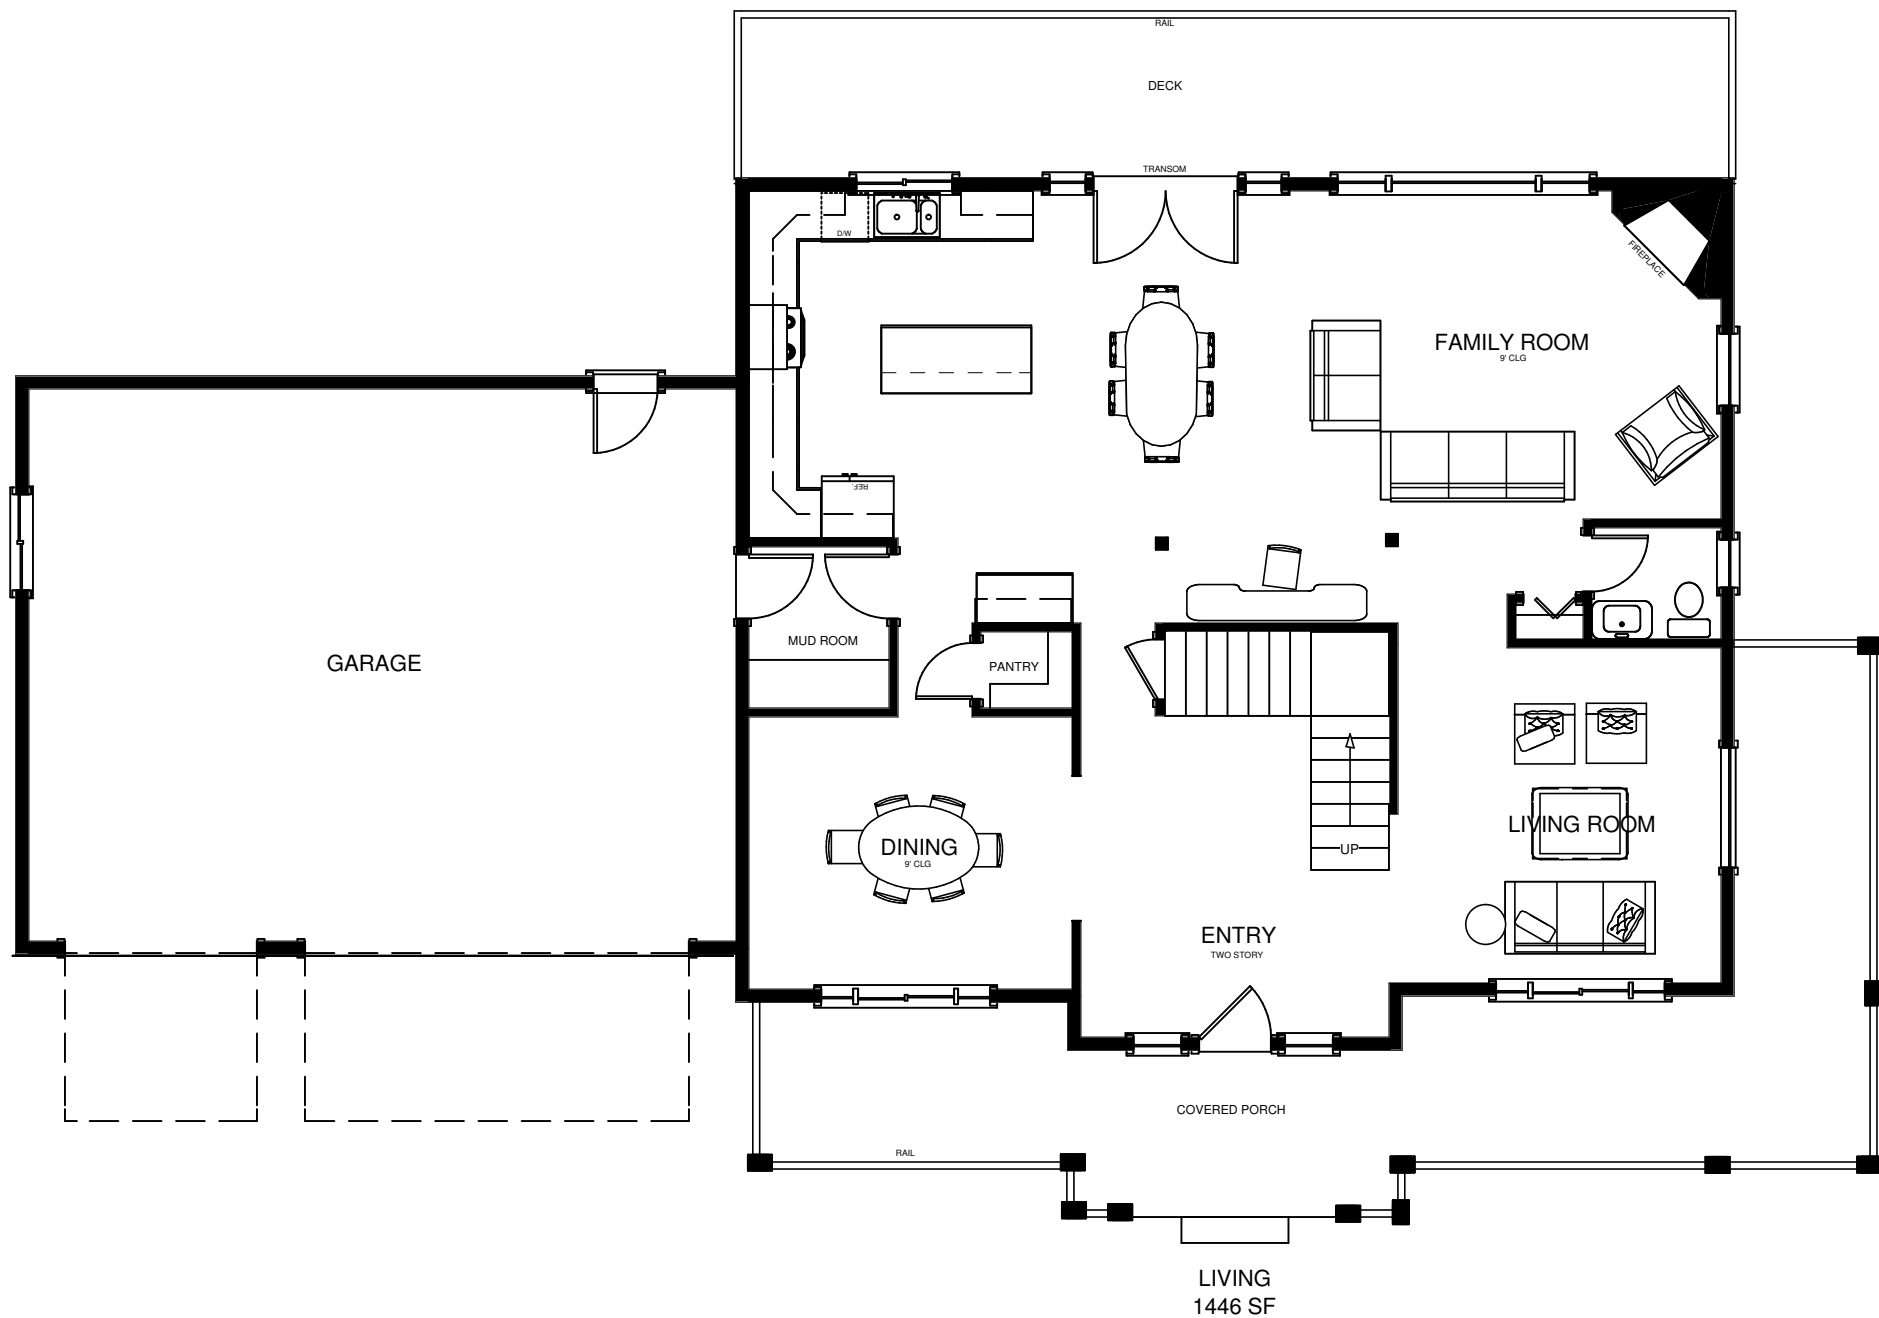 RAIL
DECK
TRANSOM
D/W
FIREPLACE
FAMILY ROOM
9' CLG
REF.
MUD ROOM
PANTRY
GARAGE
LIVING ROOM
DINING
9' CLG
UP
ENTRY
TWO STORY
COVERED PORCH
RAIL
LIVING
1446 SF